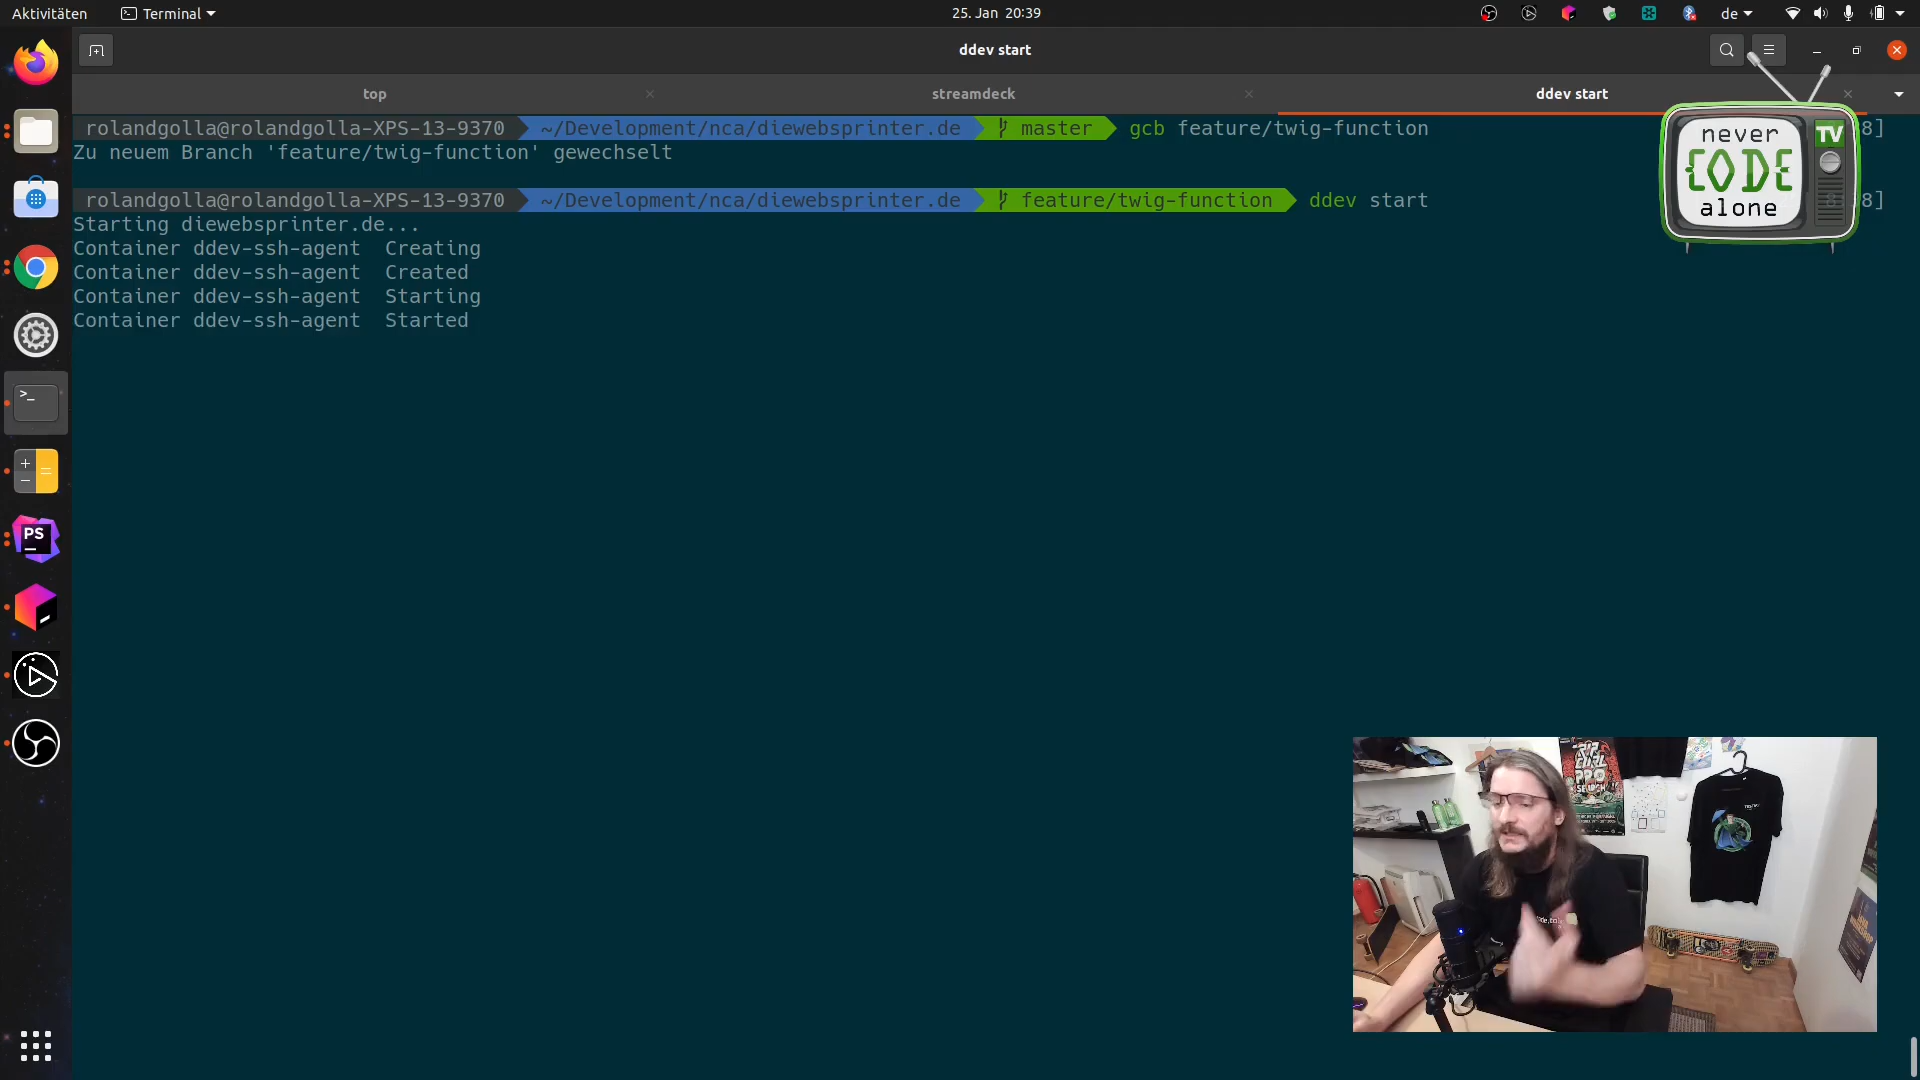 Aktivitäten
Terminal
25. Jan 20:39
de
ddev start
top
streamdeck
ddev start
rolandgolla@rolandgolla-XPS-13-9370 ~/Development/nca/diewebsprinter.de master gcb feature/twig-function
8]
Zu neuem Branch 'feature/twig-function' gewechselt
rolandgolla@rolandgolla-XPS-13-9370 ~/Development/nca/diewebsprinter.de feature/twig-function ddev start
8]
Starting diewebsprinter.de...
Container ddev-ssh-agent Creating
Container ddev-ssh-agent Created
Container ddev-ssh-agent Starting
Container ddev-ssh-agent Started
never
CODE
alone
TV
>_
PS
PRO
SEARCH